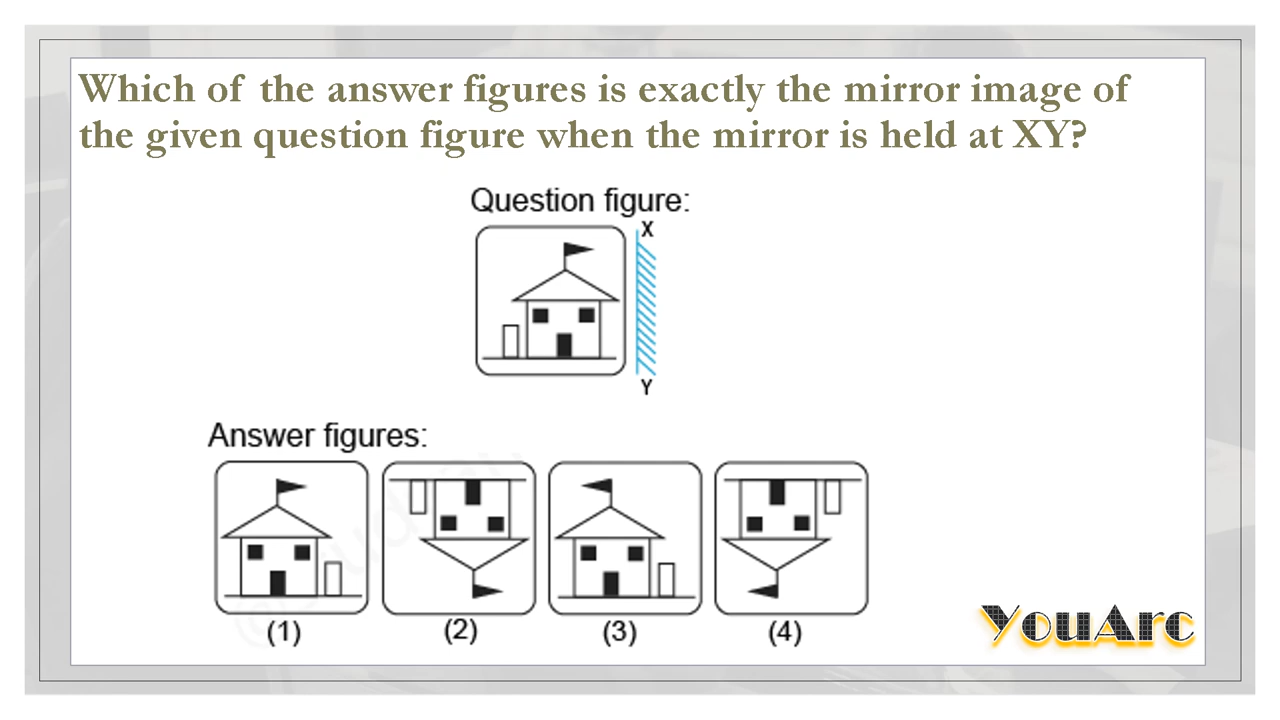 Which of the answer figures is exactly the mirror image of
the given question figure when the mirror is held at XY?
Question figure:
X
Y
Answer figures:
(1) (2) (3) (4)
YouArc